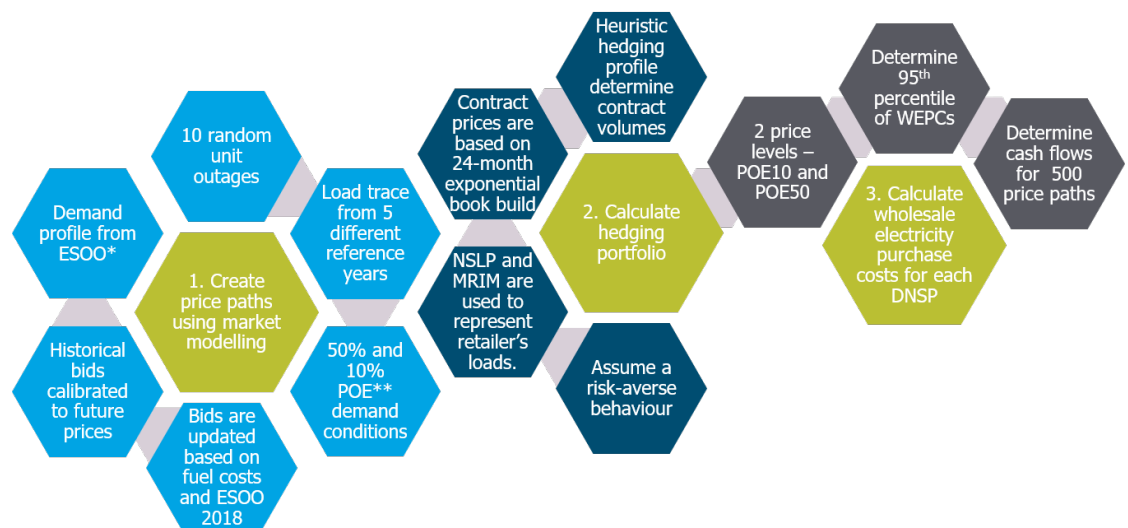 10 random
unit
outages
Demand
profile from
ESOO*
Load trace
from 5
different
reference
years
1. Create
price paths
using market
modelling
Historical
bids
calibrated
to future
prices
50% and
10%
POE**
demand
conditions
Bids are
updated
based on
fuel costs
and ESOO
2018
Heuristic
hedging
profile
determine
contract
volumes
Contract
prices are
based on
24-month
exponential
book build
2. Calculate
hedging
portfolio
NSLP and
MRIM are
used to
represent
retailer's
loads.
Assume a
risk-averse
behaviour
Determine
95th
percentile
of WEPCs
2 price
levels –
POE10 and
POE50
Determine
cash flows
for 500
price paths
3. Calculate
wholesale
electricity
purchase
costs for each
DNSP